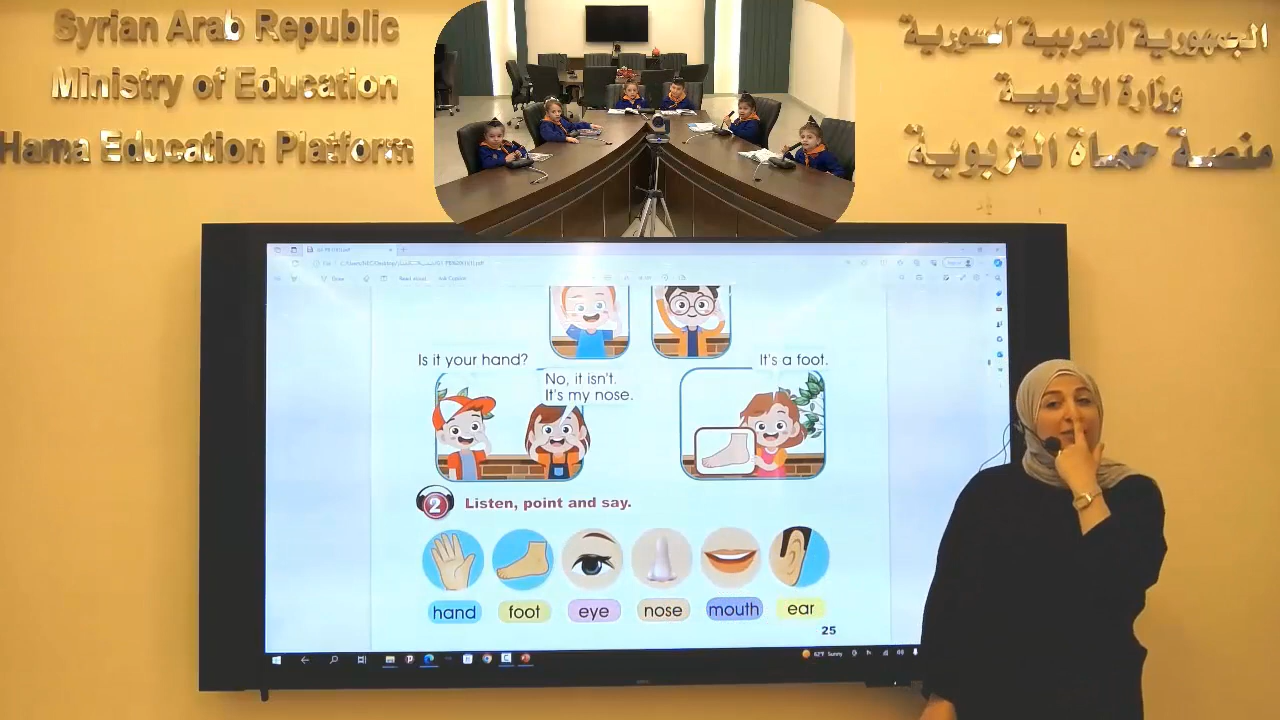 Syrian Arab Republic
Ministry of Education
Hama Education Platform
الجمهورية العربية السورية
وزارة التربية
منصة حماة التربوية
Is it your hand?
No, it isn't.
It's my nose.
It's a foot.
2 Listen, point and say.
hand foot eye nose mouth ear
25
62°F Sunny